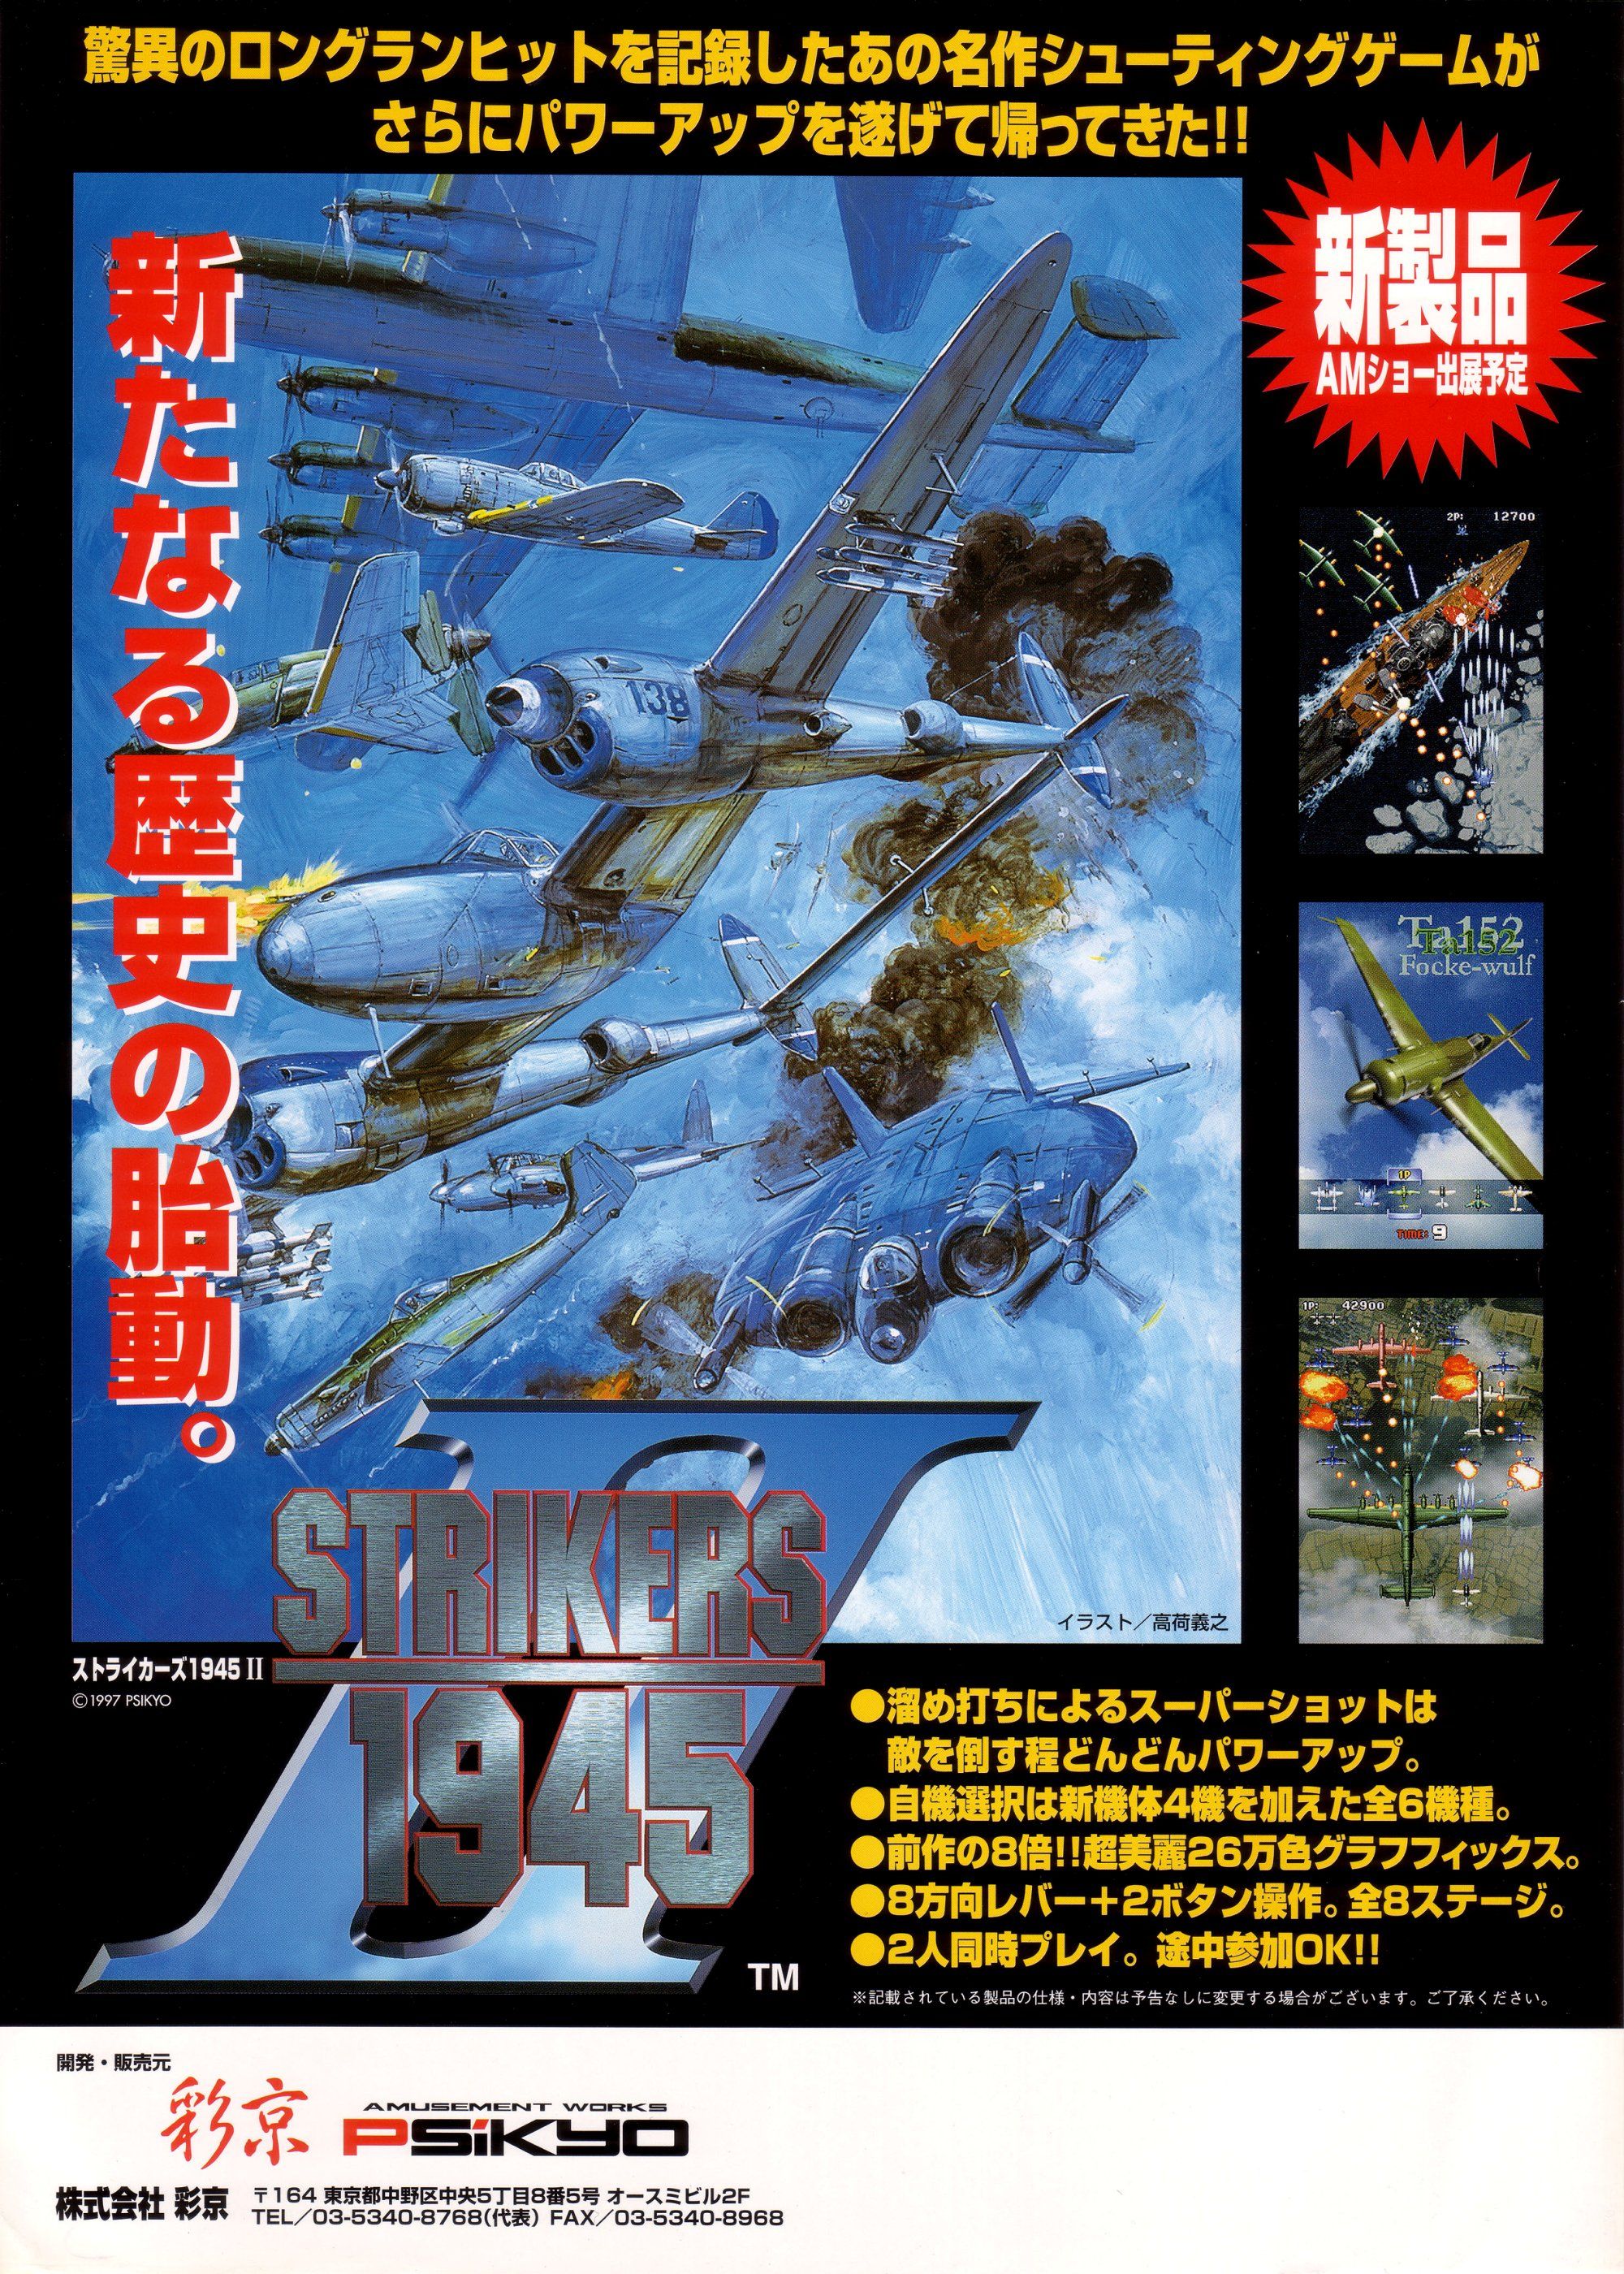 驚異のロングランヒットを記録したあの名作シューティングゲームが
さらにパワーアップを遂げて帰ってきた!!
新製品
AMショー出展予定
新たなる歴史の胎動。
138
2P: 12700
Ta152
Ta152
Focke-wulf
1P
TIME: 9
1P: 42900
イラスト／高荷義之
II
STRIKERS
1945
TM
ストライカーズ1945 II
©1997 PSIKYO
●溜め打ちによるスーパーショットは
敵を倒す程どんどんパワーアップ。
●自機選択は新機体4機を加えた全6機種。
●前作の8倍!!超美麗26万色グラフフィックス。
●8方向レバー＋2ボタン操作。全8ステージ。
●2人同時プレイ。途中参加OK!!
※記載されている製品の仕様・内容は予告なしに変更する場合がございます。ご了承ください。
開発・販売元
彩京
AMUSEMENT WORKS
PSiKYO
株式会社 彩京
〒164 東京都中野区中央5丁目8番5号 オースミビル2F
TEL／03-5340-8768(代表) FAX／03-5340-8968